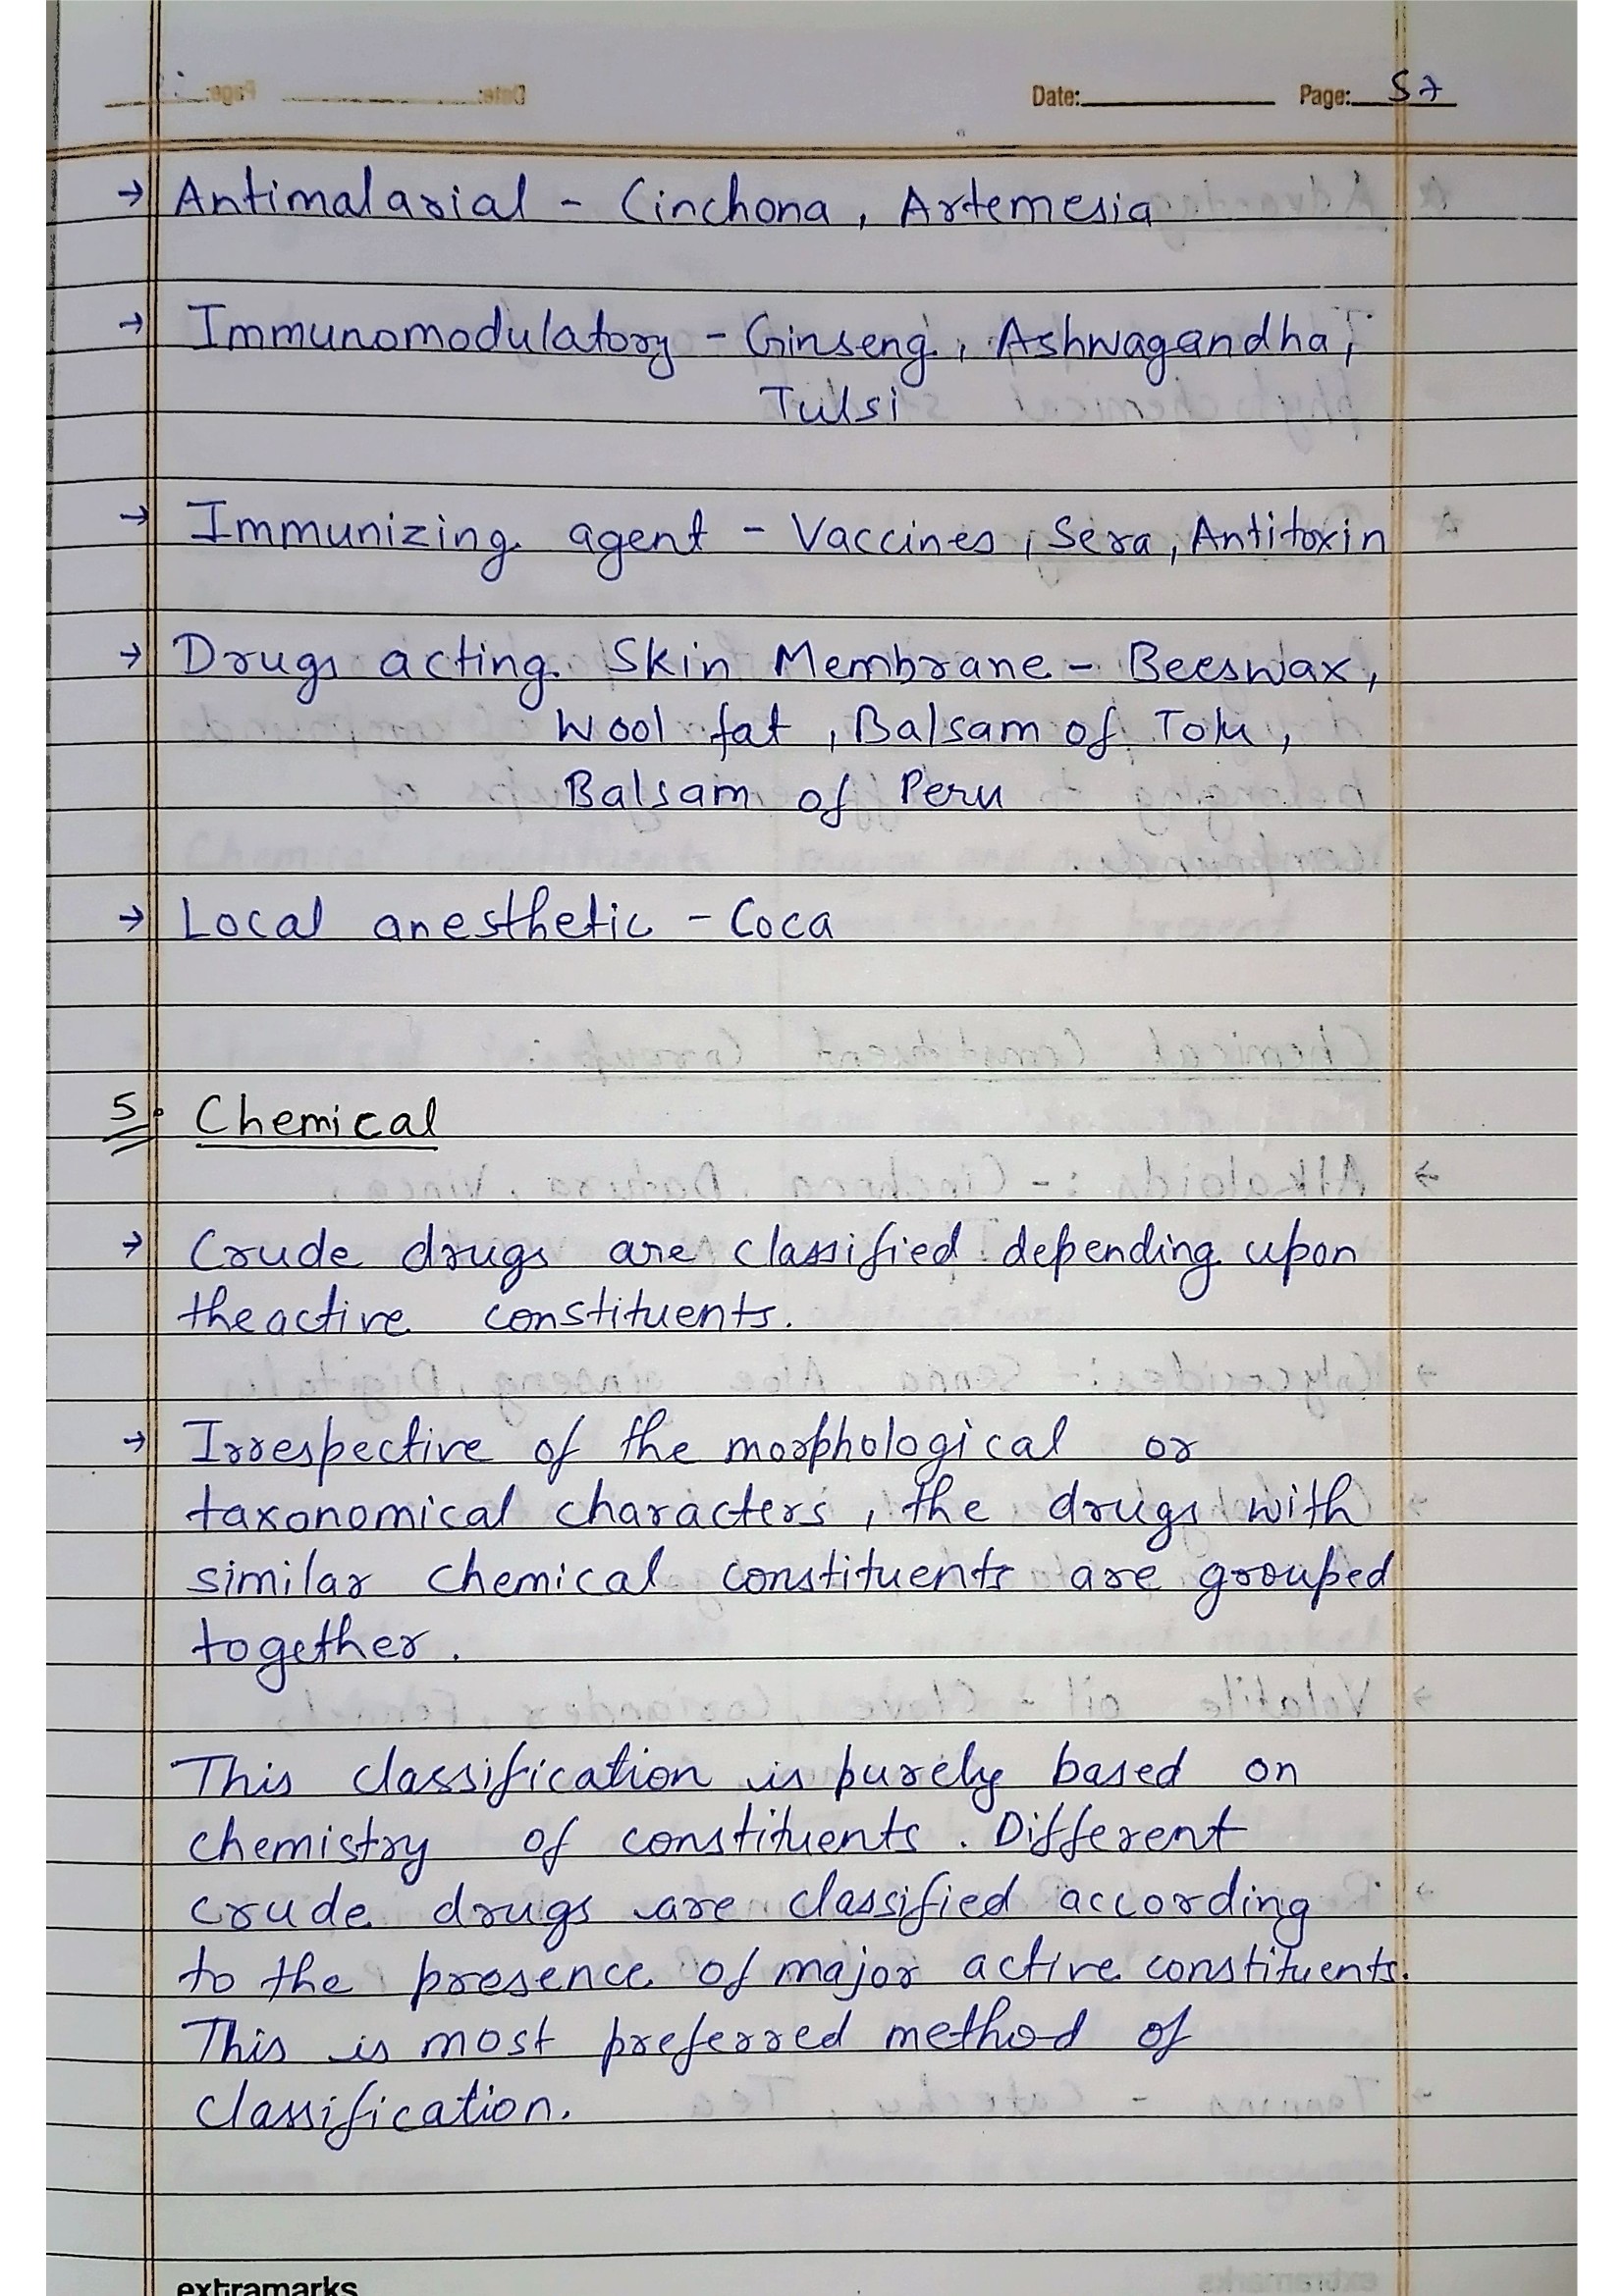 Date: Page: 57
→ Antimalarial - Cinchona, Artemesia
→ Immunomodulatory - Ginseng, Ashwagandha,
Tulsi
→ Immunizing agent - Vaccines, Sera, Antitoxin
→ Drugs acting Skin Membrane - Beeswax,
Wool fat, Balsam of Tolu,
Balsam of Peru
→ Local anesthetic - Coca
5. Chemical
→ Crude drugs are classified depending upon
the active constituents.
→ Irrespective of the morphological or
taxonomical characters, the drugs with
similar chemical constituents are grouped
together.
This classification is purely based on
chemistry of constituents. Different
crude drugs are classified according
to the presence of major active constituents.
This is most preferred method of
classification.
extramarks